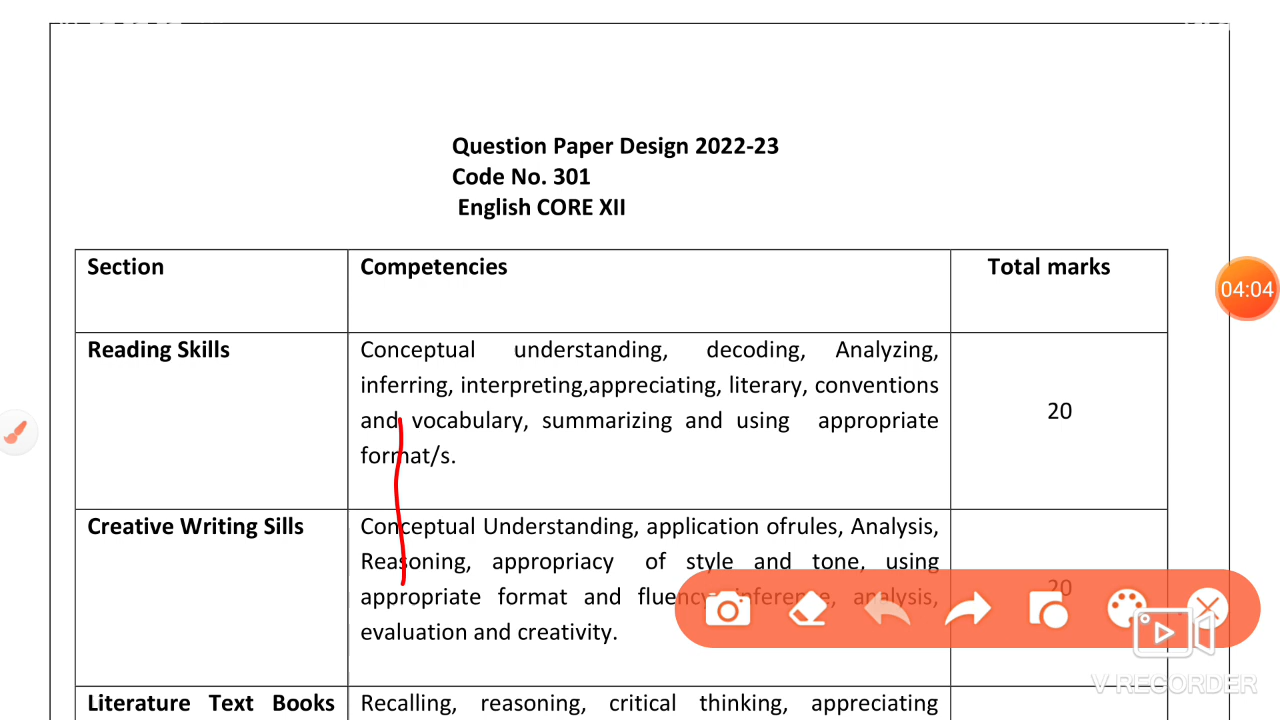 Question Paper Design 2022-23
Code No. 301
English CORE XII
Section
Competencies
Total marks
Reading Skills
Conceptual understanding, decoding, Analyzing,
inferring, interpreting,appreciating, literary, conventions
and vocabulary, summarizing and using appropriate
format/s.
20
Creative Writing Sills
Conceptual Understanding, application ofrules, Analysis,
Reasoning, appropriacy of style and tone, using
appropriate format and fluency, inference, analysis,
evaluation and creativity.
20
Literature Text Books
Recalling, reasoning, critical thinking, appreciating
04:04
V RECORDER